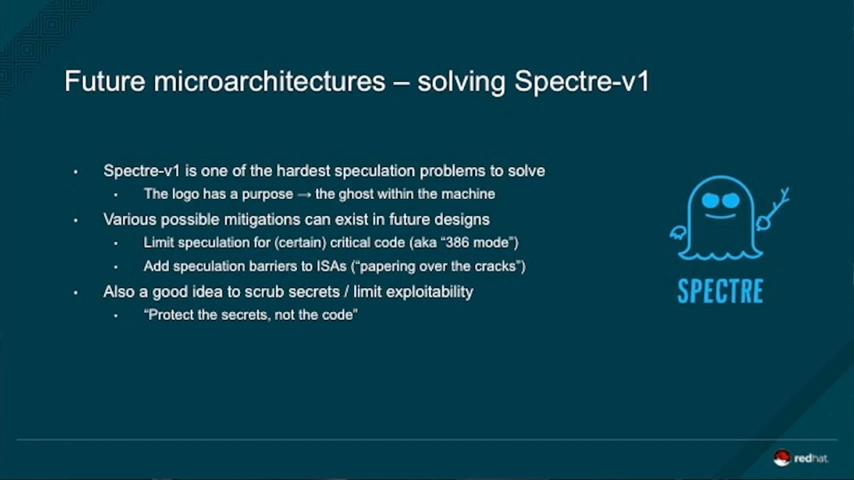 Future microarchitectures – solving Spectre-v1
• Spectre-v1 is one of the hardest speculation problems to solve
• The logo has a purpose → the ghost within the machine
• Various possible mitigations can exist in future designs
• Limit speculation for (certain) critical code (aka “386 mode”)
• Add speculation barriers to ISAs (“papering over the cracks”)
• Also a good idea to scrub secrets / limit exploitability
• “Protect the secrets, not the code”
SPECTRE
redhat.